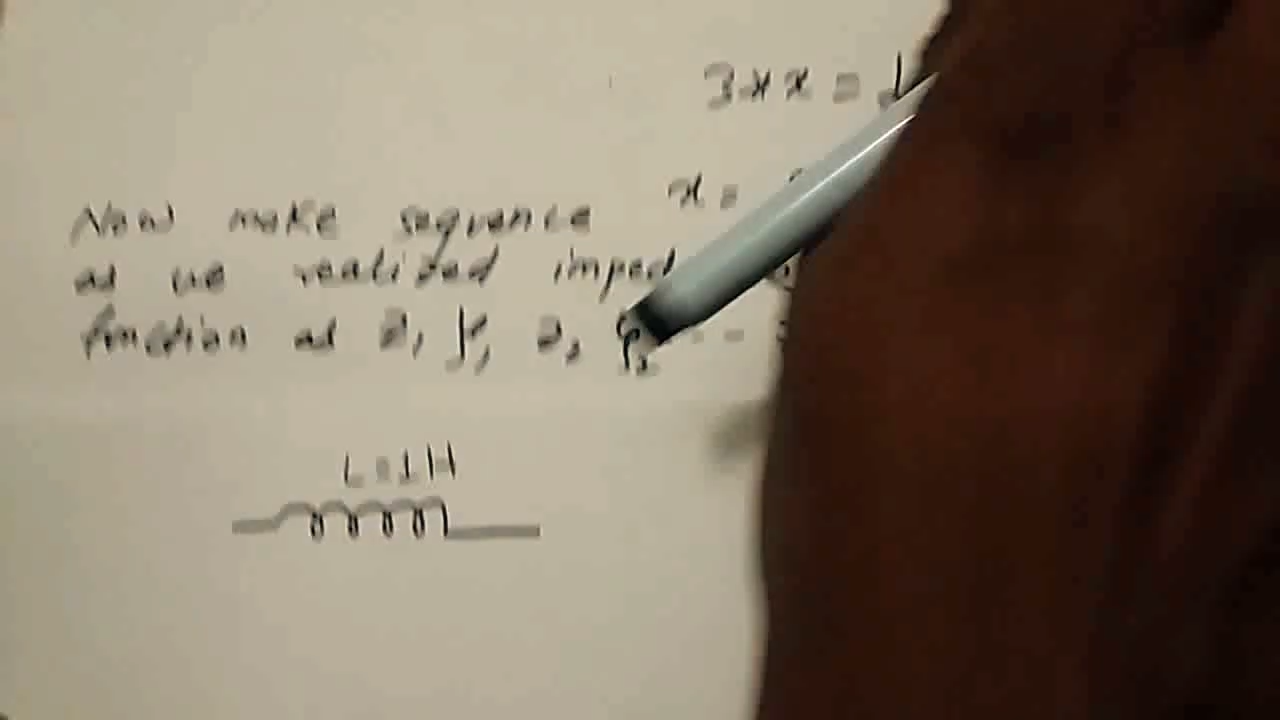 3xx = 1
x =
Now make sequence
as we realized imped
function as z, y, z,
L = 1H